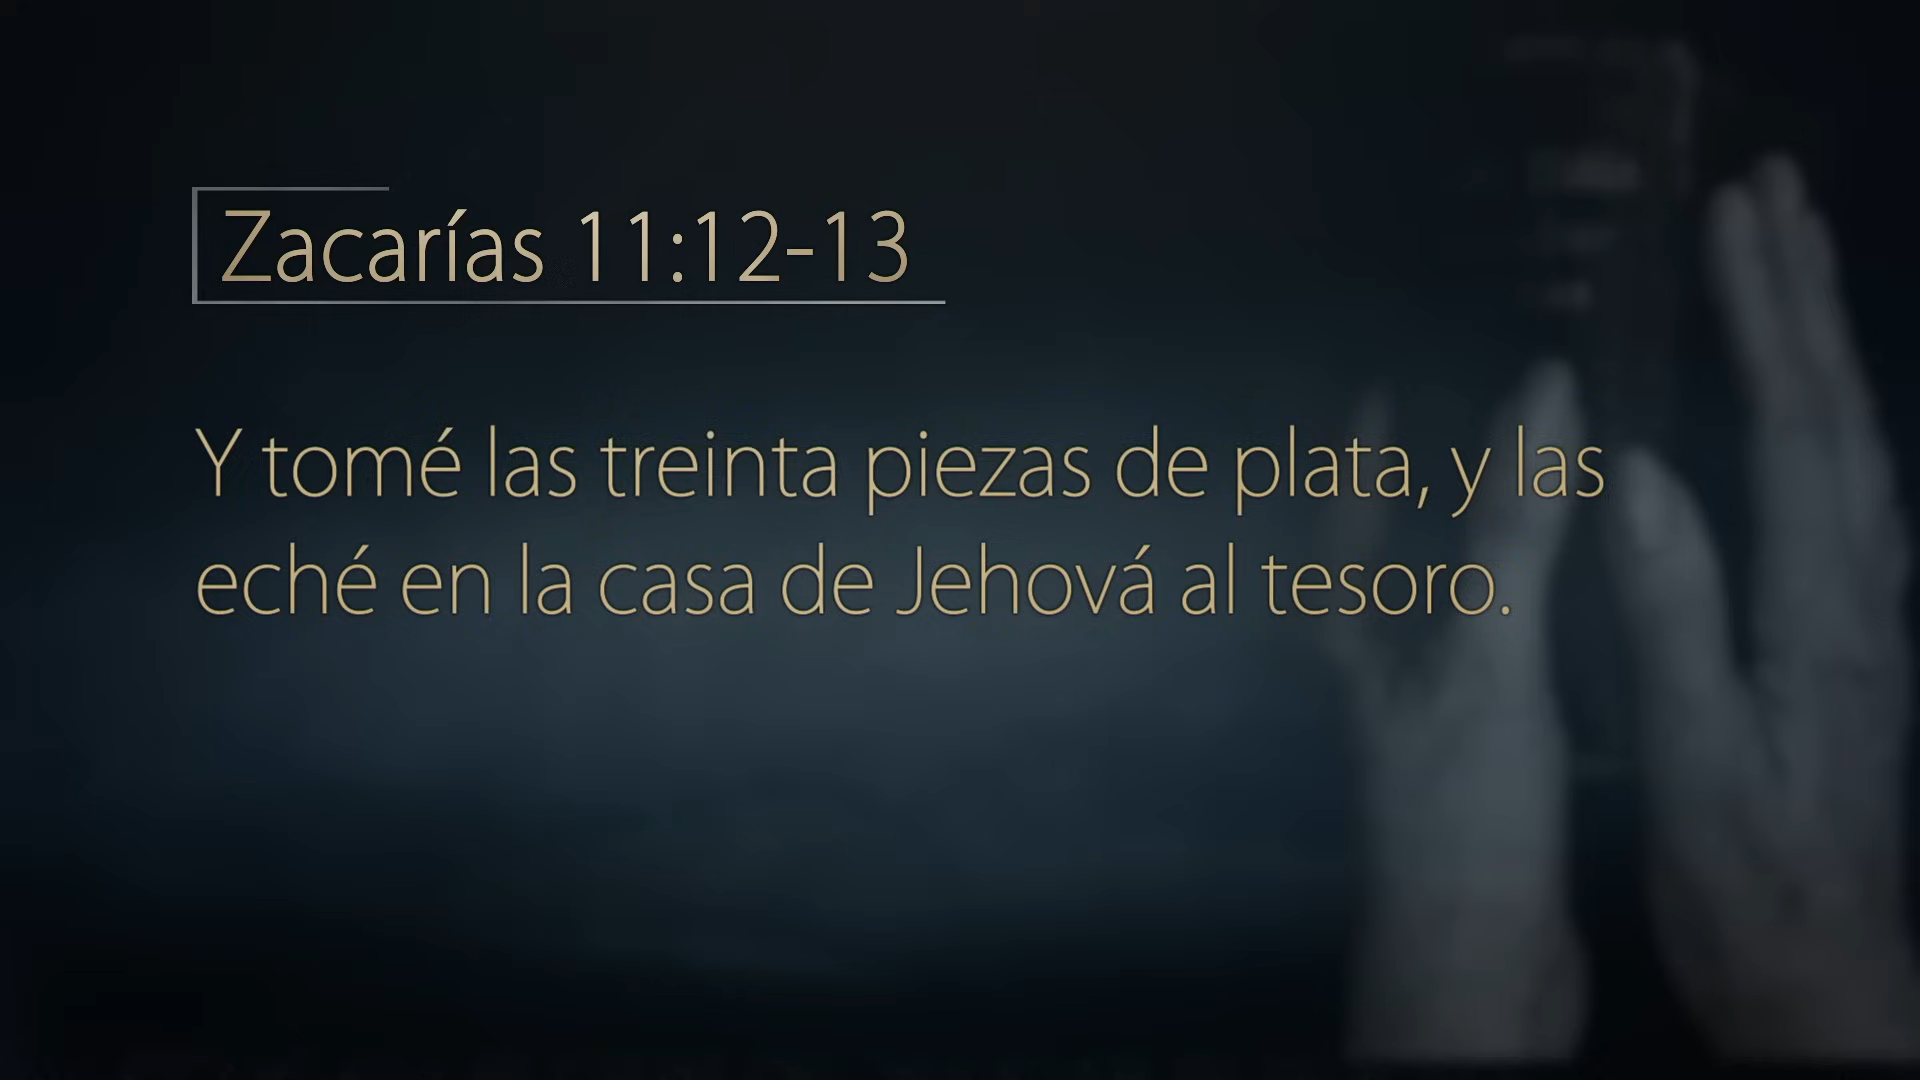 Zacarías 11:12-13
Y tomé las treinta piezas de plata, y las
eché en la casa de Jehová al tesoro.